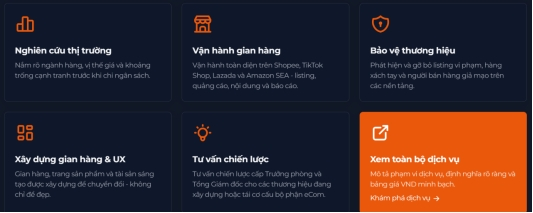 Nghiên cứu thị trường
Nắm rõ ngành hàng, vị thế giá và khoảng
trống cạnh tranh trước khi chi ngân sách.
Vận hành gian hàng
Vận hành toàn diện trên Shopee, TikTok
Shop, Lazada và Amazon SEA - listing,
quảng cáo, nội dung và báo cáo.
Bảo vệ thương hiệu
Phát hiện và gỡ bỏ listing vi phạm, hàng
xách tay và người bán hàng giả mạo trên
các nền tảng.
Xây dựng gian hàng & UX
Gian hàng, trang sản phẩm và tài sản sáng
tạo được xây dựng để chuyển đổi - không
chỉ để đẹp.
Tư vấn chiến lược
Tư vấn chiến lược cấp Trưởng phòng và
Tổng Giám đốc cho các thương hiệu đang
xây dựng hoặc tái cơ cấu bộ phận eCom.
Xem toàn bộ dịch vụ
Mô tả phạm vi dịch vụ, định nghĩa rõ ràng và
bảng giá VND minh bạch.
Khám phá dịch vụ →